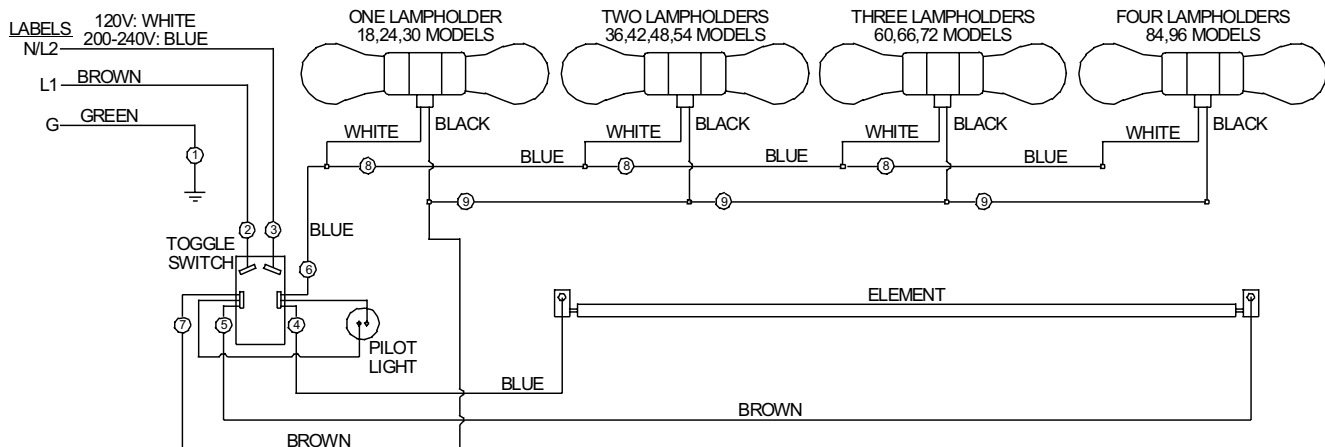 LABELS
120V: WHITE
200-240V: BLUE
N/L2
L1
BROWN
G
GREEN
1
ONE LAMPHOLDER
18,24,30 MODELS
TWO LAMPHOLDERS
36,42,48,54 MODELS
THREE LAMPHOLDERS
60,66,72 MODELS
FOUR LAMPHOLDERS
84,96 MODELS
WHITE
BLACK
WHITE
BLACK
WHITE
BLACK
WHITE
BLACK
8
BLUE
8
BLUE
8
BLUE
9
9
9
2
3
BLUE
TOGGLE
SWITCH
6
7
5
4
PILOT
LIGHT
ELEMENT
BLUE
BROWN
BROWN